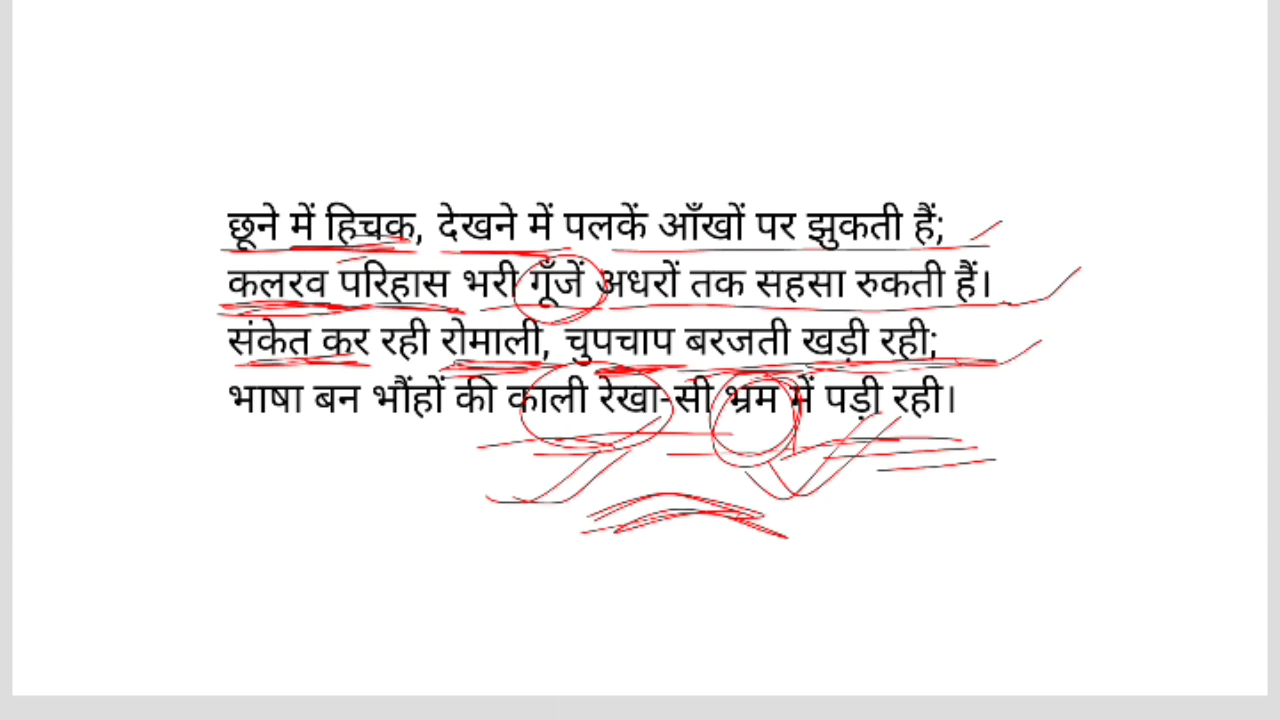 छूने में हिचक, देखने में पलकें आँखों पर झुकती हैं;
कलरव परिहास भरी गूँजें अधरों तक सहसा रुकती हैं।
संकेत कर रही रोमाली, चुपचाप बरजती खड़ी रही;
भाषा बन भौंहों की काली रेखा-सी भ्रम में पड़ी रही।